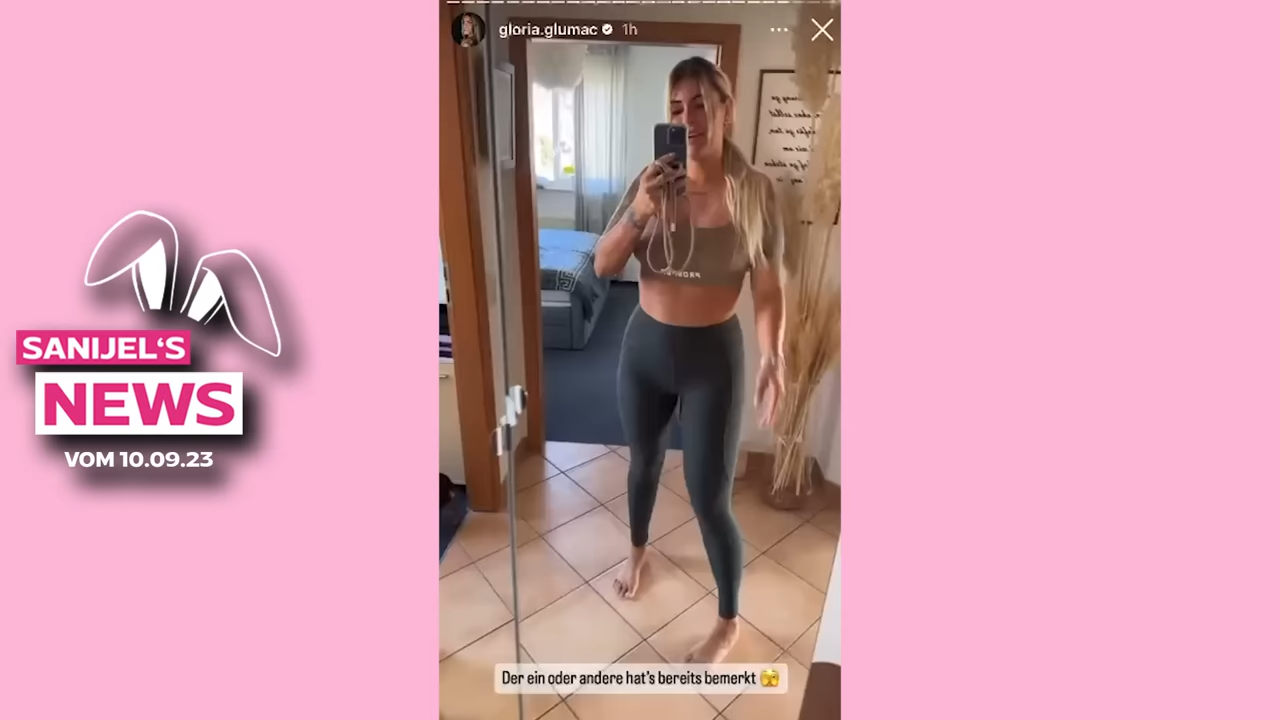 gloria.glumac 1h
SANIJEL‘S
NEWS
VOM 10.09.23
Der ein oder andere hat's bereits bemerkt 🫣